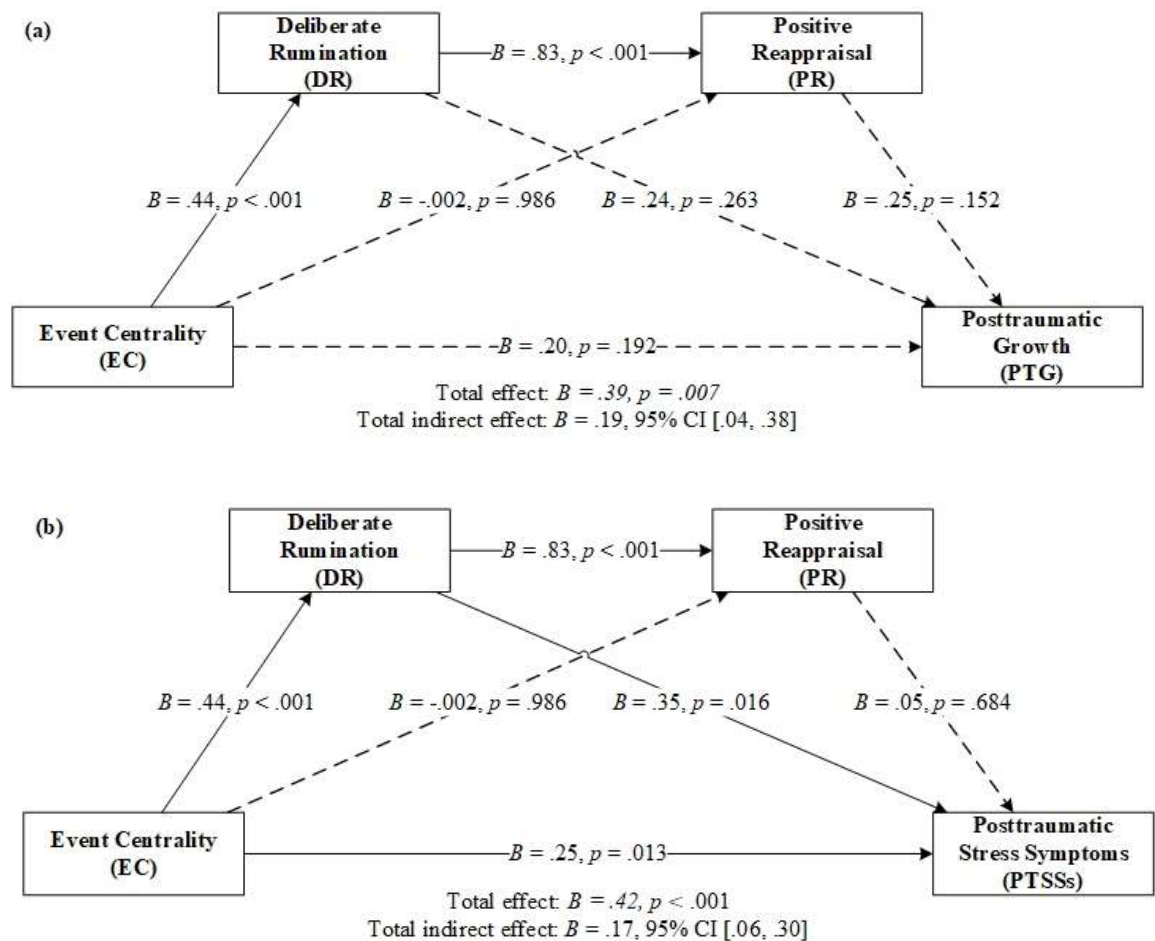 (a)
Deliberate
Rumination
(DR)
B = .83, p < .001
Positive
Reappraisal
(PR)
B = .44, p < .001
B = -.002, p = .986
B = .24, p = .263
B = .25, p = .152
Event Centrality
(EC)
B = .20, p = .192
Posttraumatic
Growth
(PTG)
Total effect: B = .39, p = .007
Total indirect effect: B = .19, 95% CI [.04, .38]
(b)
Deliberate
Rumination
(DR)
B = .83, p < .001
Positive
Reappraisal
(PR)
B = .44, p < .001
B = -.002, p = .986
B = .35, p = .016
B = .05, p = .684
Event Centrality
(EC)
B = .25, p = .013
Posttraumatic
Stress Symptoms
(PTSSs)
Total effect: B = .42, p < .001
Total indirect effect: B = .17, 95% CI [.06, .30]